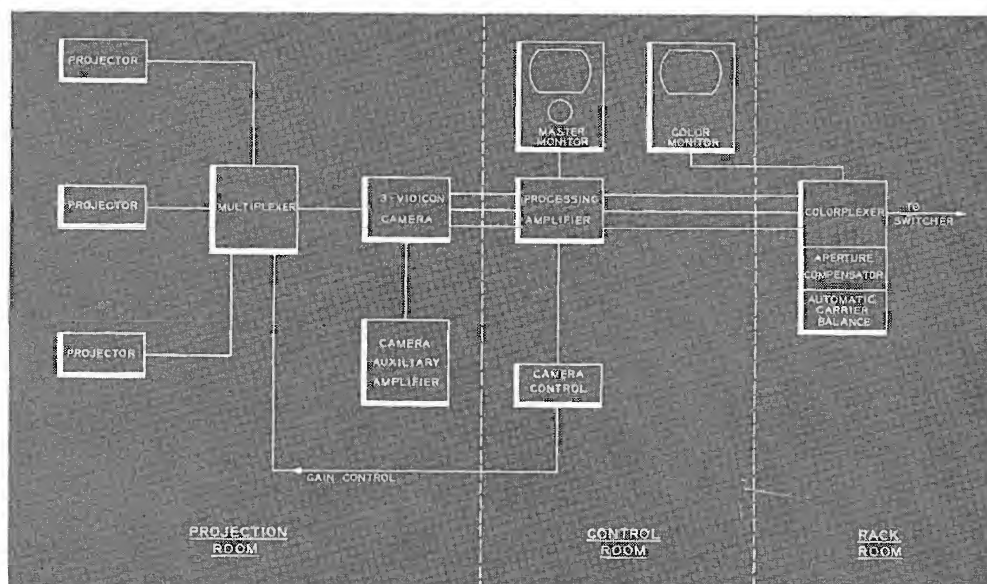 PROJECTOR
PROJECTOR
PROJECTOR
MULTIPLEXER
3-VIDICON
CAMERA
CAMERA
AUXILIARY
AMPLIFIER
GAIN CONTROL
PROJECTION
ROOM
MASTER
MONITOR
COLOR
MONITOR
PROCESSING
AMPLIFIER
CAMERA
CONTROL
CONTROL
ROOM
COLORPLEXER
TO
SWITCHER
APERTURE
COMPENSATOR
AUTOMATIC
CARRIER
BALANCE
RACK
ROOM